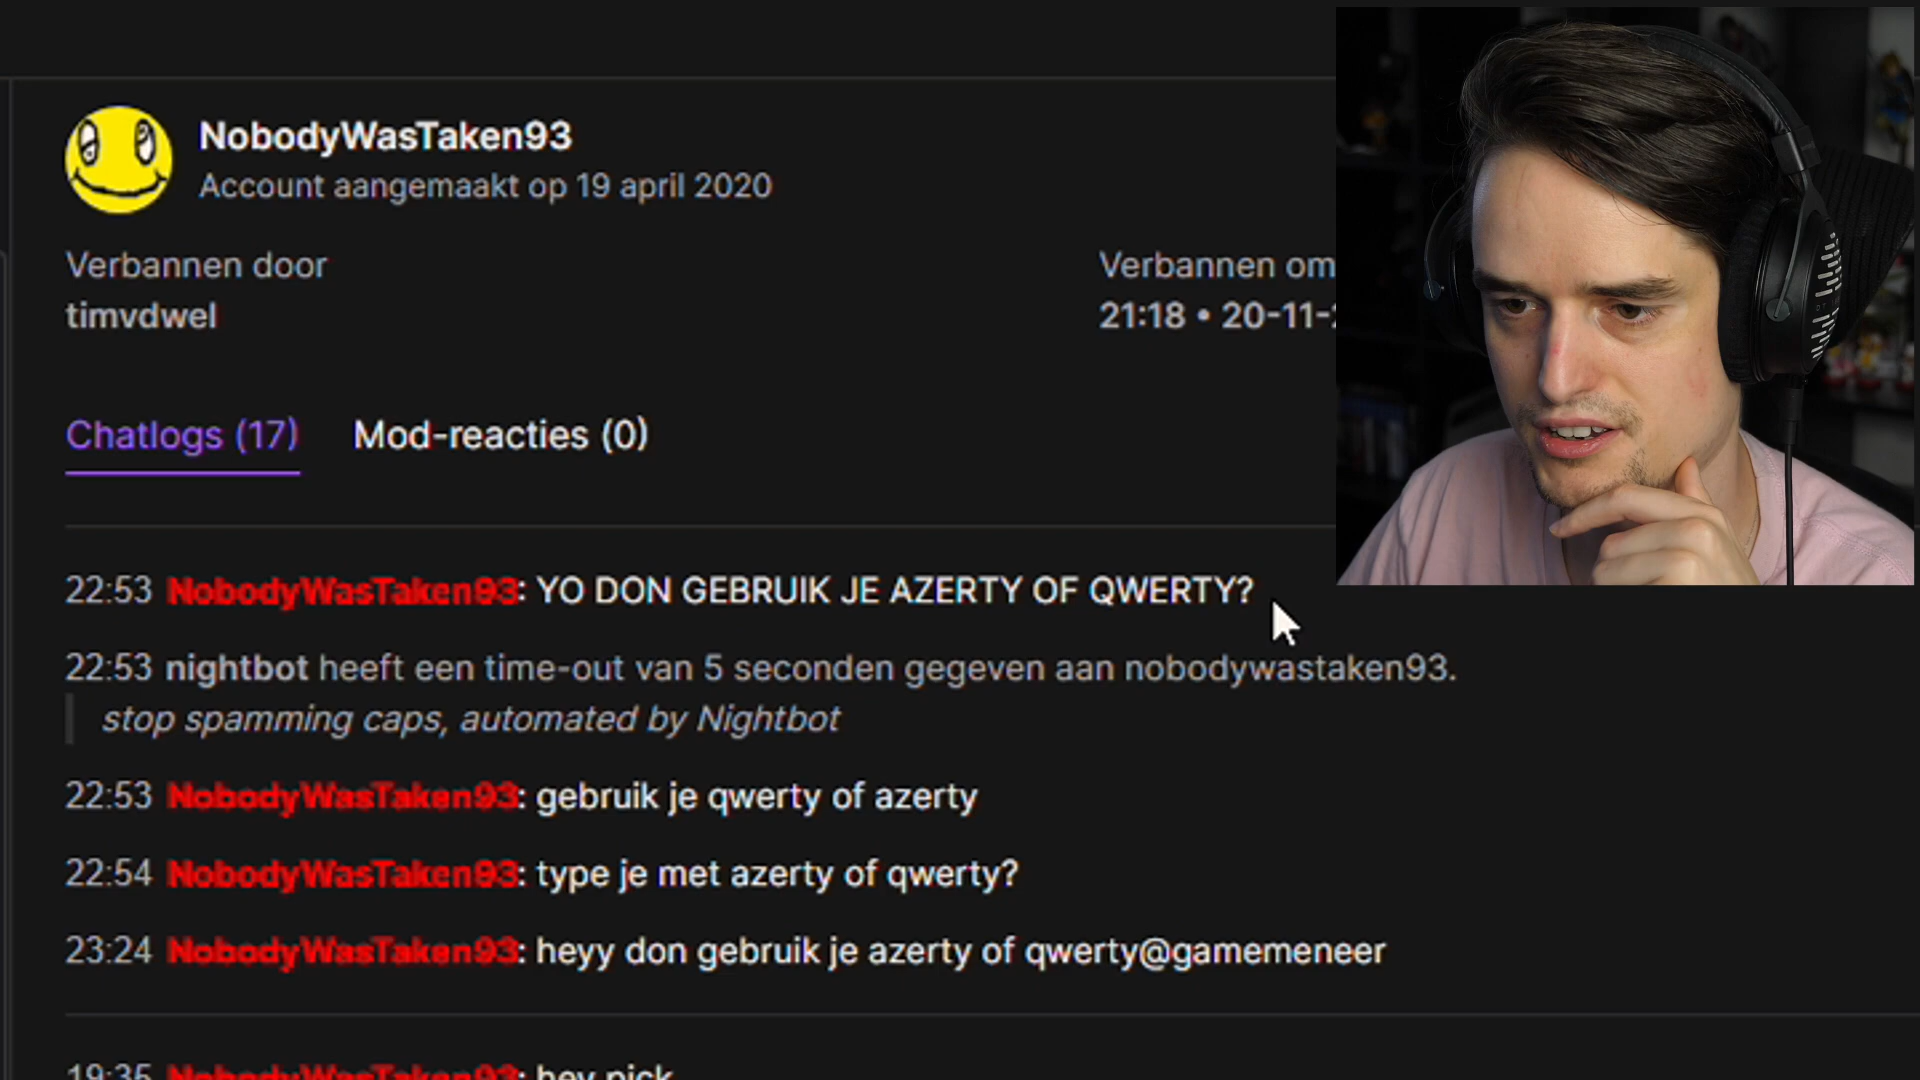 NobodyWasTaken93
Account aangemaakt op 19 april 2020
Verbannen door
timvdwel
Verbannen om
21:18 • 20-11-
Chatlogs (17)
Mod-reacties (0)
22:53 NobodyWasTaken93: YO DON GEBRUIK JE AZERTY OF QWERTY?
22:53 nightbot heeft een time-out van 5 seconden gegeven aan nobodywastaken93.
stop spamming caps, automated by Nightbot
22:53 NobodyWasTaken93: gebruik je qwerty of azerty
22:54 NobodyWasTaken93: type je met azerty of qwerty?
23:24 NobodyWasTaken93: heyy don gebruik je azerty of qwerty@gamemeneer
19:35 NobodyWasTaken93: hey nick